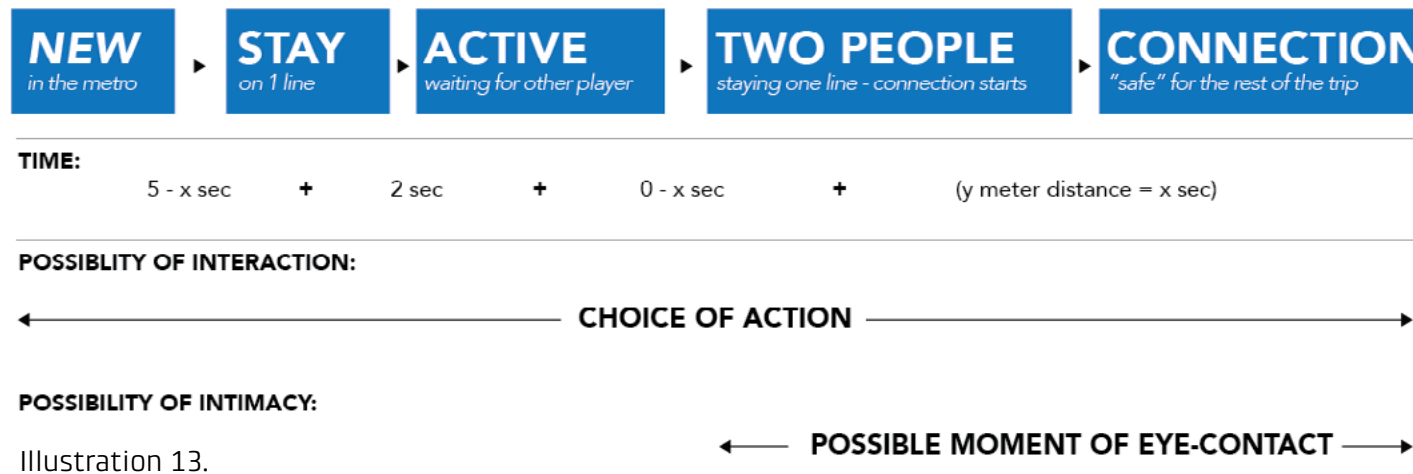 NEW
in the metro
STAY
on 1 line
ACTIVE
waiting for other player
TWO PEOPLE
staying one line - connection starts
CONNECTION
"safe" for the rest of the trip
TIME:
5 - x sec + 2 sec + 0 - x sec + (y meter distance = x sec)
POSSIBLITY OF INTERACTION:
CHOICE OF ACTION
POSSIBILITY OF INTIMACY:
POSSIBLE MOMENT OF EYE-CONTACT
Illustration 13.